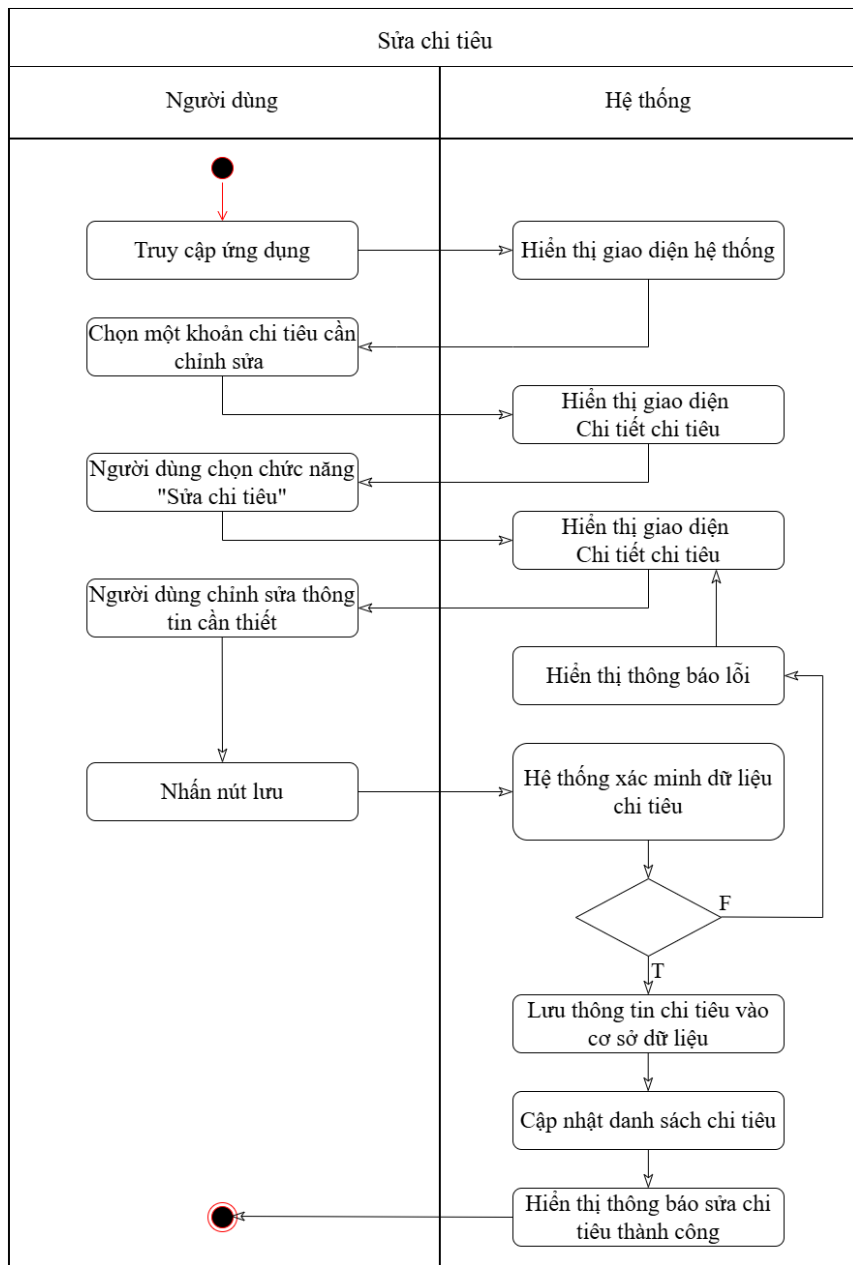 Sửa chi tiêu
Người dùng
Hệ thống
Truy cập ứng dụng
Hiển thị giao diện hệ thống
Chọn một khoản chi tiêu cần
chỉnh sửa
Hiển thị giao diện
Chi tiết chi tiêu
Người dùng chọn chức năng
"Sửa chi tiêu"
Hiển thị giao diện
Chi tiết chi tiêu
Người dùng chỉnh sửa thông
tin cần thiết
Hiển thị thông báo lỗi
Nhấn nút lưu
Hệ thống xác minh dữ liệu
chi tiêu
F
T
Lưu thông tin chi tiêu vào
cơ sở dữ liệu
Cập nhật danh sách chi tiêu
Hiển thị thông báo sửa chi
tiêu thành công